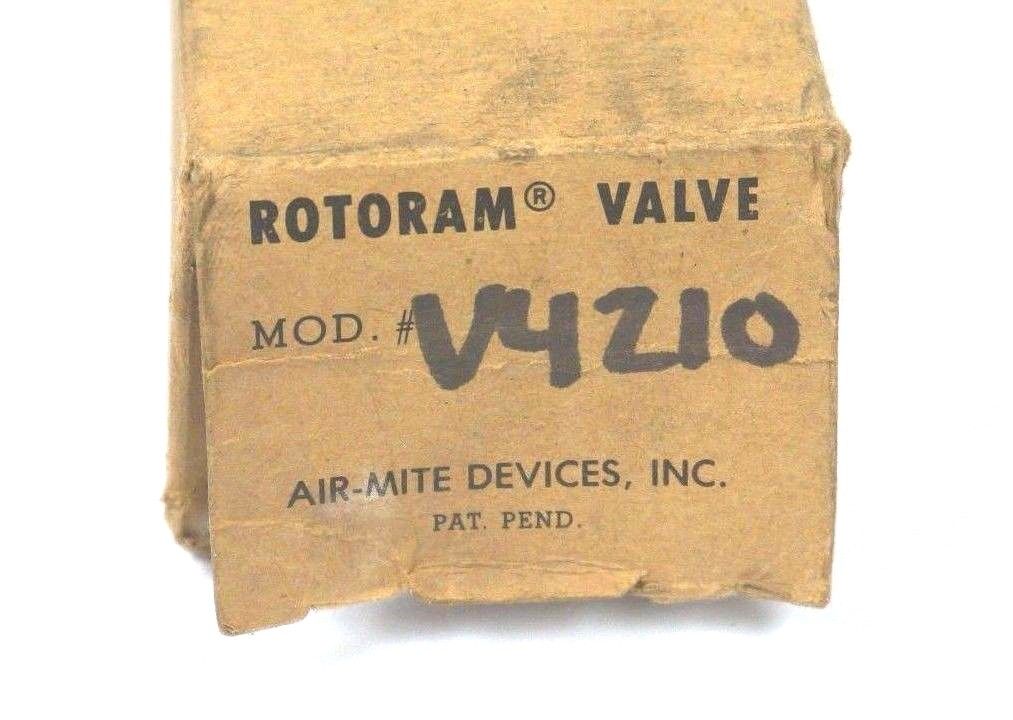 ROTORAM® VALVE
MOD. # V4210
AIR-MITE DEVICES, INC.
PAT. PEND.